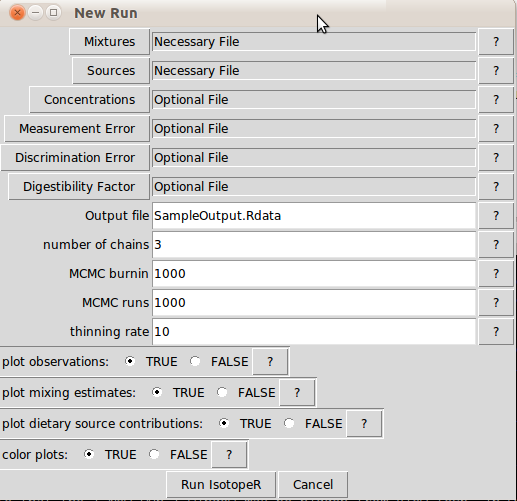 New Run
Mixtures Necessary File ?
Sources Necessary File ?
Concentrations Optional File ?
Measurement Error Optional File ?
Discrimination Error Optional File ?
Digestibility Factor Optional File ?
Output file SampleOutput.Rdata ?
number of chains 3 ?
MCMC burnin 1000 ?
MCMC runs 1000 ?
thinning rate 10 ?
plot observations: TRUE FALSE ?
plot mixing estimates: TRUE FALSE ?
plot dietary source contributions: TRUE FALSE ?
color plots: TRUE FALSE ?
Run IsotopeR Cancel